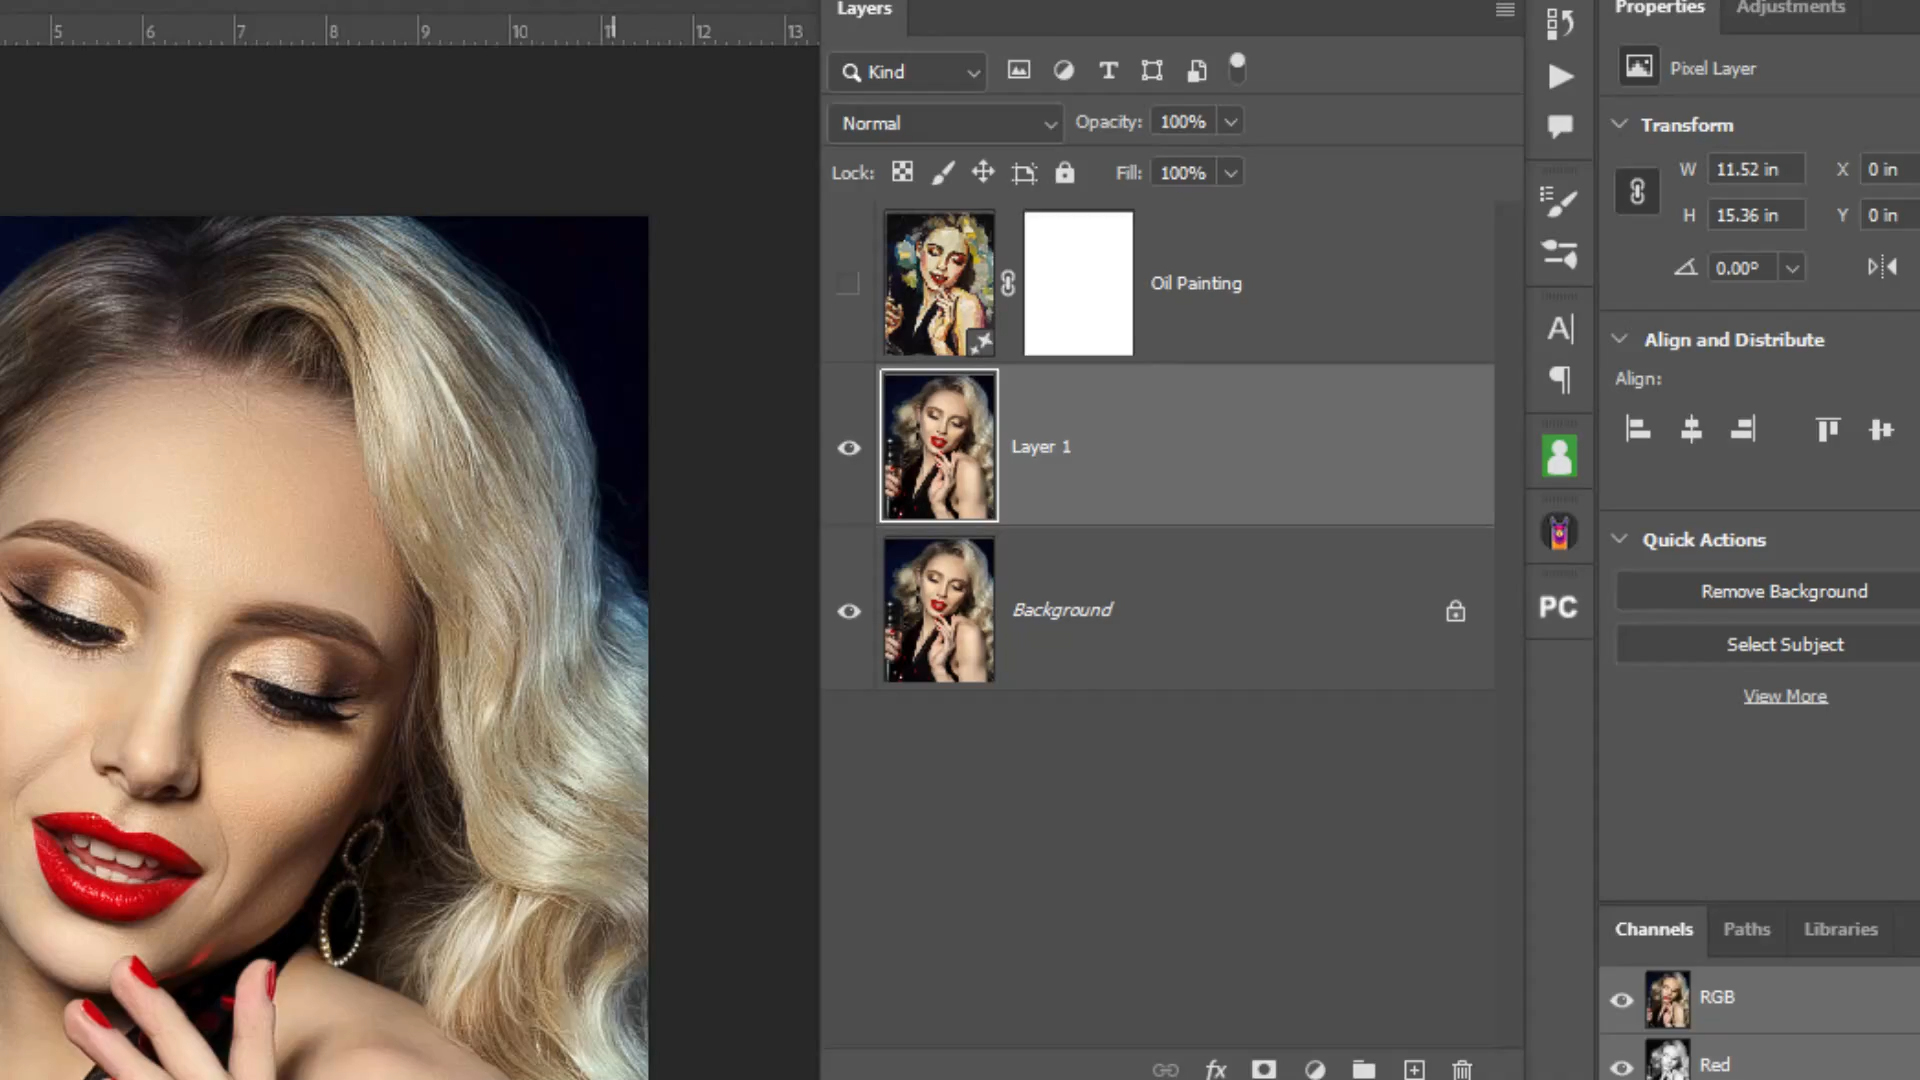 5 6 7 8 9 10 11 12 13
Layers
Kind
T
Normal
Opacity: 100%
Lock:
Fill: 100%
Oil Painting
Layer 1
Background
fx
A
PC
Properties Adjustments
Pixel Layer
Transform
W 11.52 in X 0 in
H 15.36 in Y 0 in
0.00°
Align and Distribute
Align:
Quick Actions
Remove Background
Select Subject
View More
Channels Paths Libraries
RGB
Red